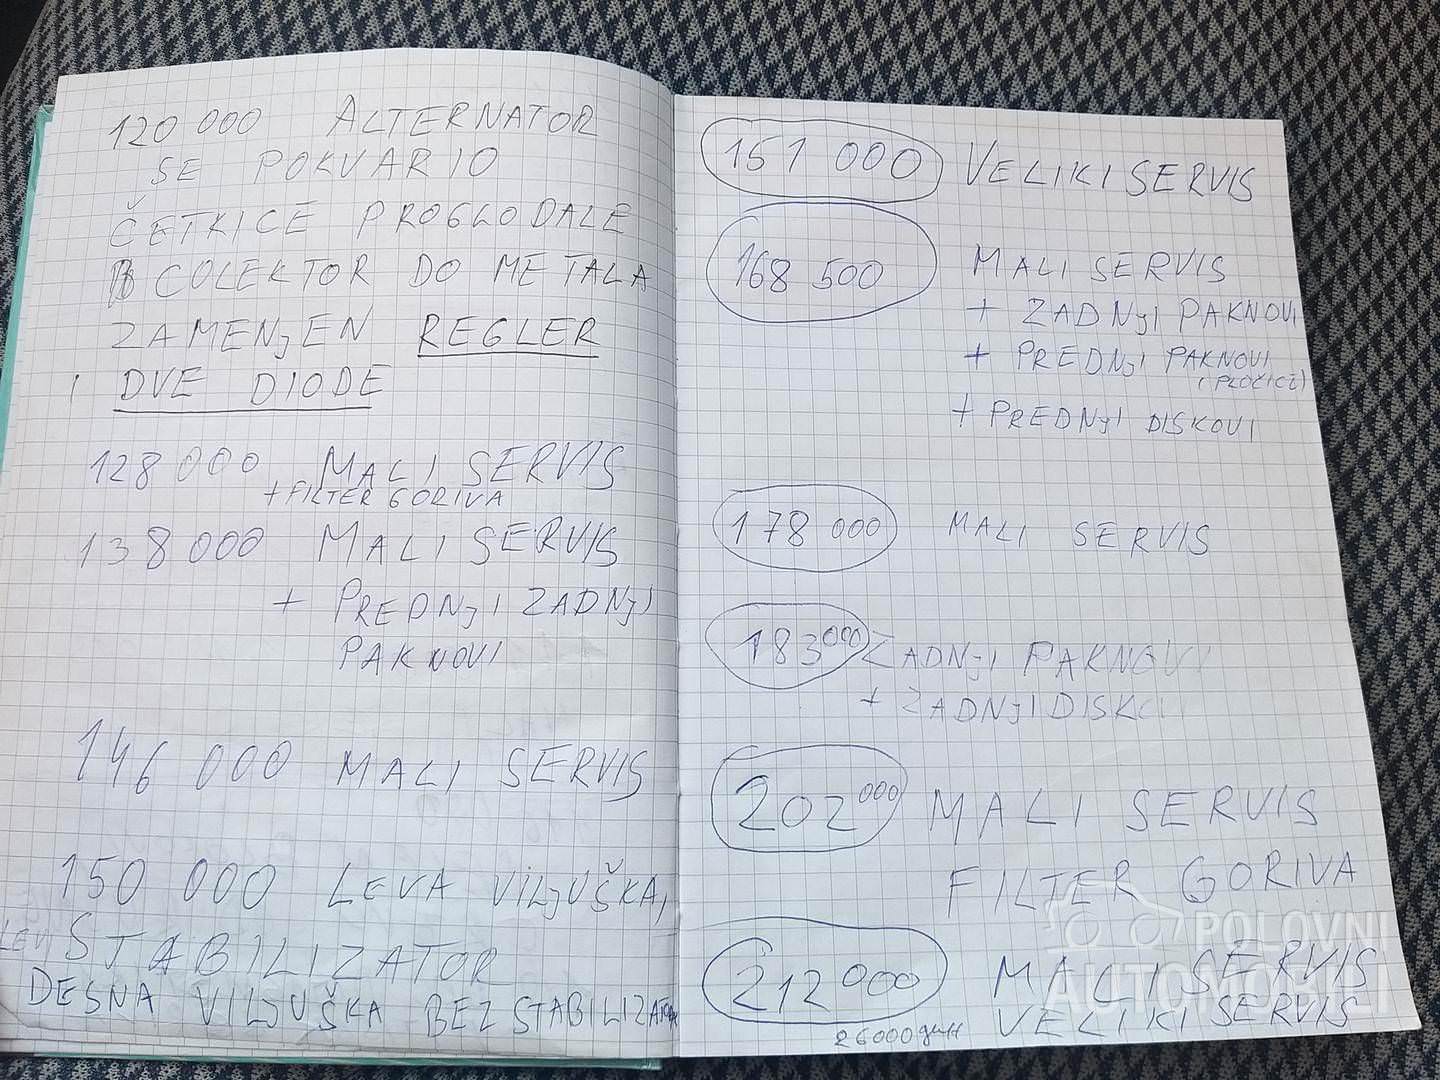 120 000 ALTERNATOR
SE POKVARIO
ČETKICE PROGLODALE
COLEKTOR DO METALA
ZAMENjEN REGLER
I DVE DIODE
128 000 MALI SERVIS
+ FILTER GORIVA
138 000 MALI SERVIS
+ PREDNjI ZADNjI
PAKNOVI
146 000 MALI SERVIS
150 000 LEVA VILjUŠKA,
LEVI STABILIZATOR
DESNA VILjUŠKA BEZ STABILIZATORA
151 000 VELIKI SERVIS
168 500 MALI SERVIS
+ ZADNjI PAKNOVI
+ PREDNjI PAKNOVI
(PLOČICE)
+ PREDNjI DISKOVI
178 000 MALI SERVIS
183 000 ZADNjI PAKNOVI
+ ZADNjI DISKOVI
202 000 MALI SERVIS
FILTER GORIVA
212 000 MALI SERVIS
VELIKI SERVIS
26000 дин
POLOVNI
AUTOMOBILI